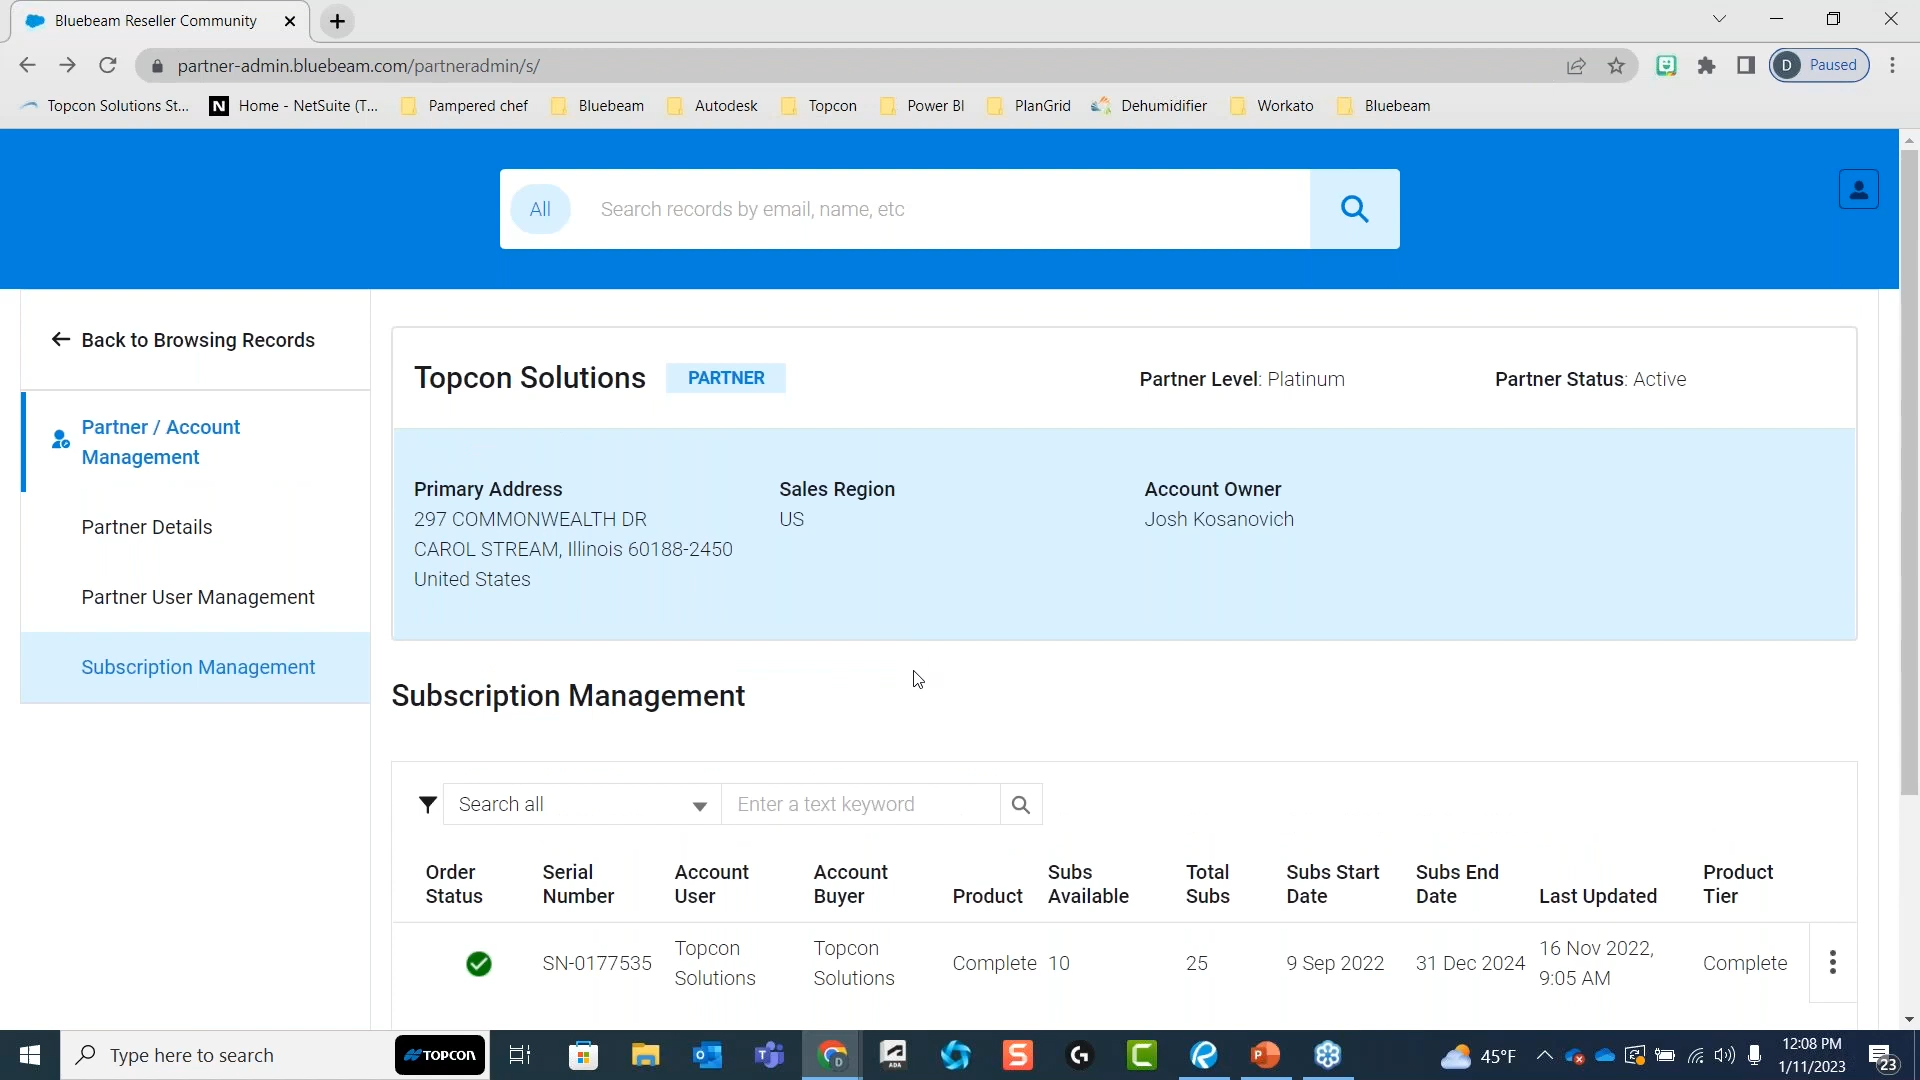 Bluebeam Reseller Community
partner-admin.bluebeam.com/partneradmin/s/
D Paused
Topcon Solutions St... N Home - NetSuite (T... Pampered chef Bluebeam Autodesk Topcon Power BI PlanGrid Dehumidifier Workato Bluebeam
All Search records by email, name, etc
Back to Browsing Records
Partner / Account
Management
Partner Details
Partner User Management
Subscription Management
Topcon Solutions PARTNER Partner Level: Platinum Partner Status: Active
Primary Address Sales Region Account Owner
297 COMMONWEALTH DR US Josh Kosanovich
CAROL STREAM, Illinois 60188-2450
United States
Subscription Management
Search all Enter a text keyword
Order Status Serial Number Account User Account Buyer Product Subs Available Total Subs Subs Start Date Subs End Date Last Updated Product Tier
SN-0177535 Topcon Solutions Topcon Solutions Complete 10 25 9 Sep 2022 31 Dec 2024 16 Nov 2022, 9:05 AM Complete
Type here to search TOPCON 45°F 12:08 PM
1/11/2023 23